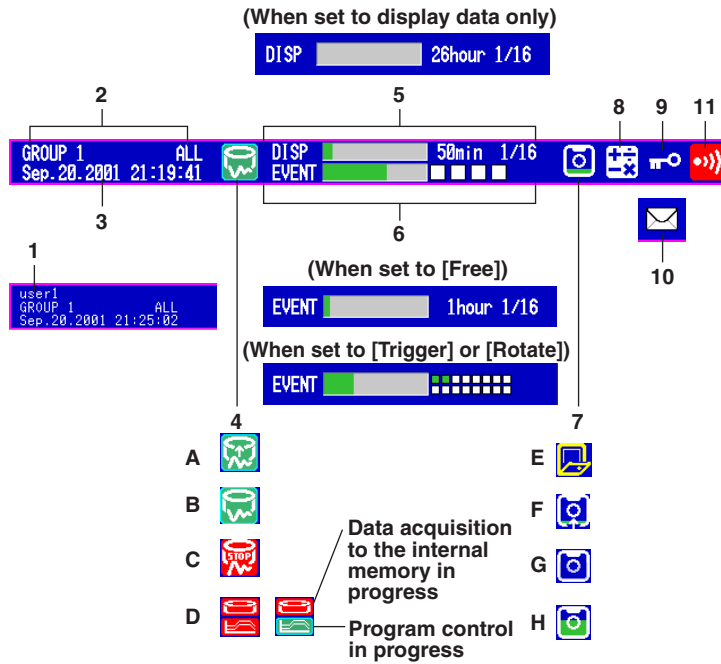 (When set to display data only)
DISP 26hour 1/16
2 5 8 9 11
GROUP 1 ALL
Sep.20.2001 21:19:41
DISP 50min 1/16
EVENT
3 6
10
1
user1
GROUP 1 ALL
Sep.20.2001 21:25:02
(When set to [Free])
EVENT 1hour 1/16
(When set to [Trigger] or [Rotate])
EVENT
4 7
A
B
C
STOP
D
Data acquisition
to the internal
memory in
progress
Program control
in progress
E
F
G
H